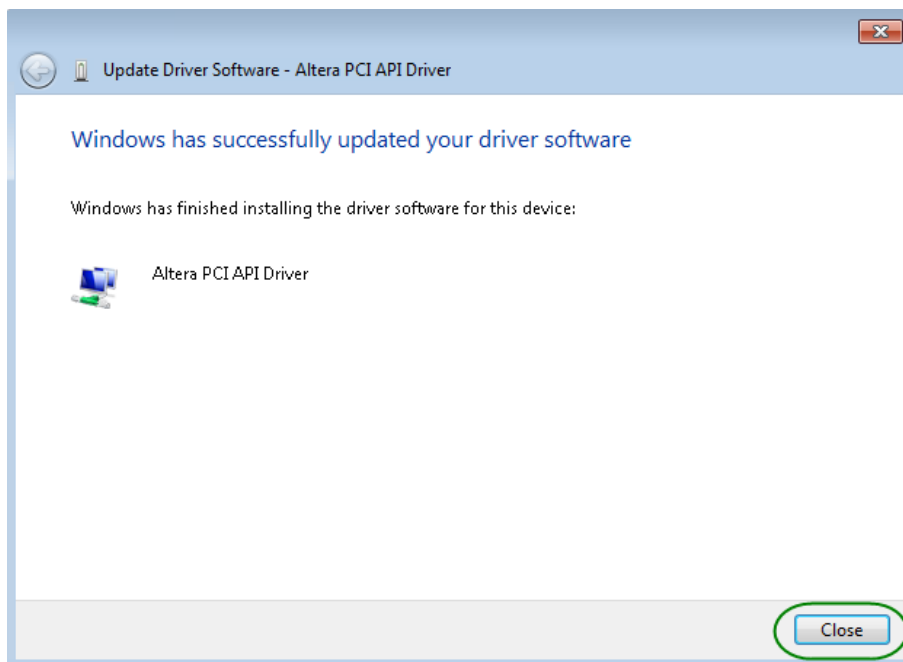 Update Driver Software - Altera PCI API Driver
Windows has successfully updated your driver software
Windows has finished installing the driver software for this device:
Altera PCI API Driver
Close